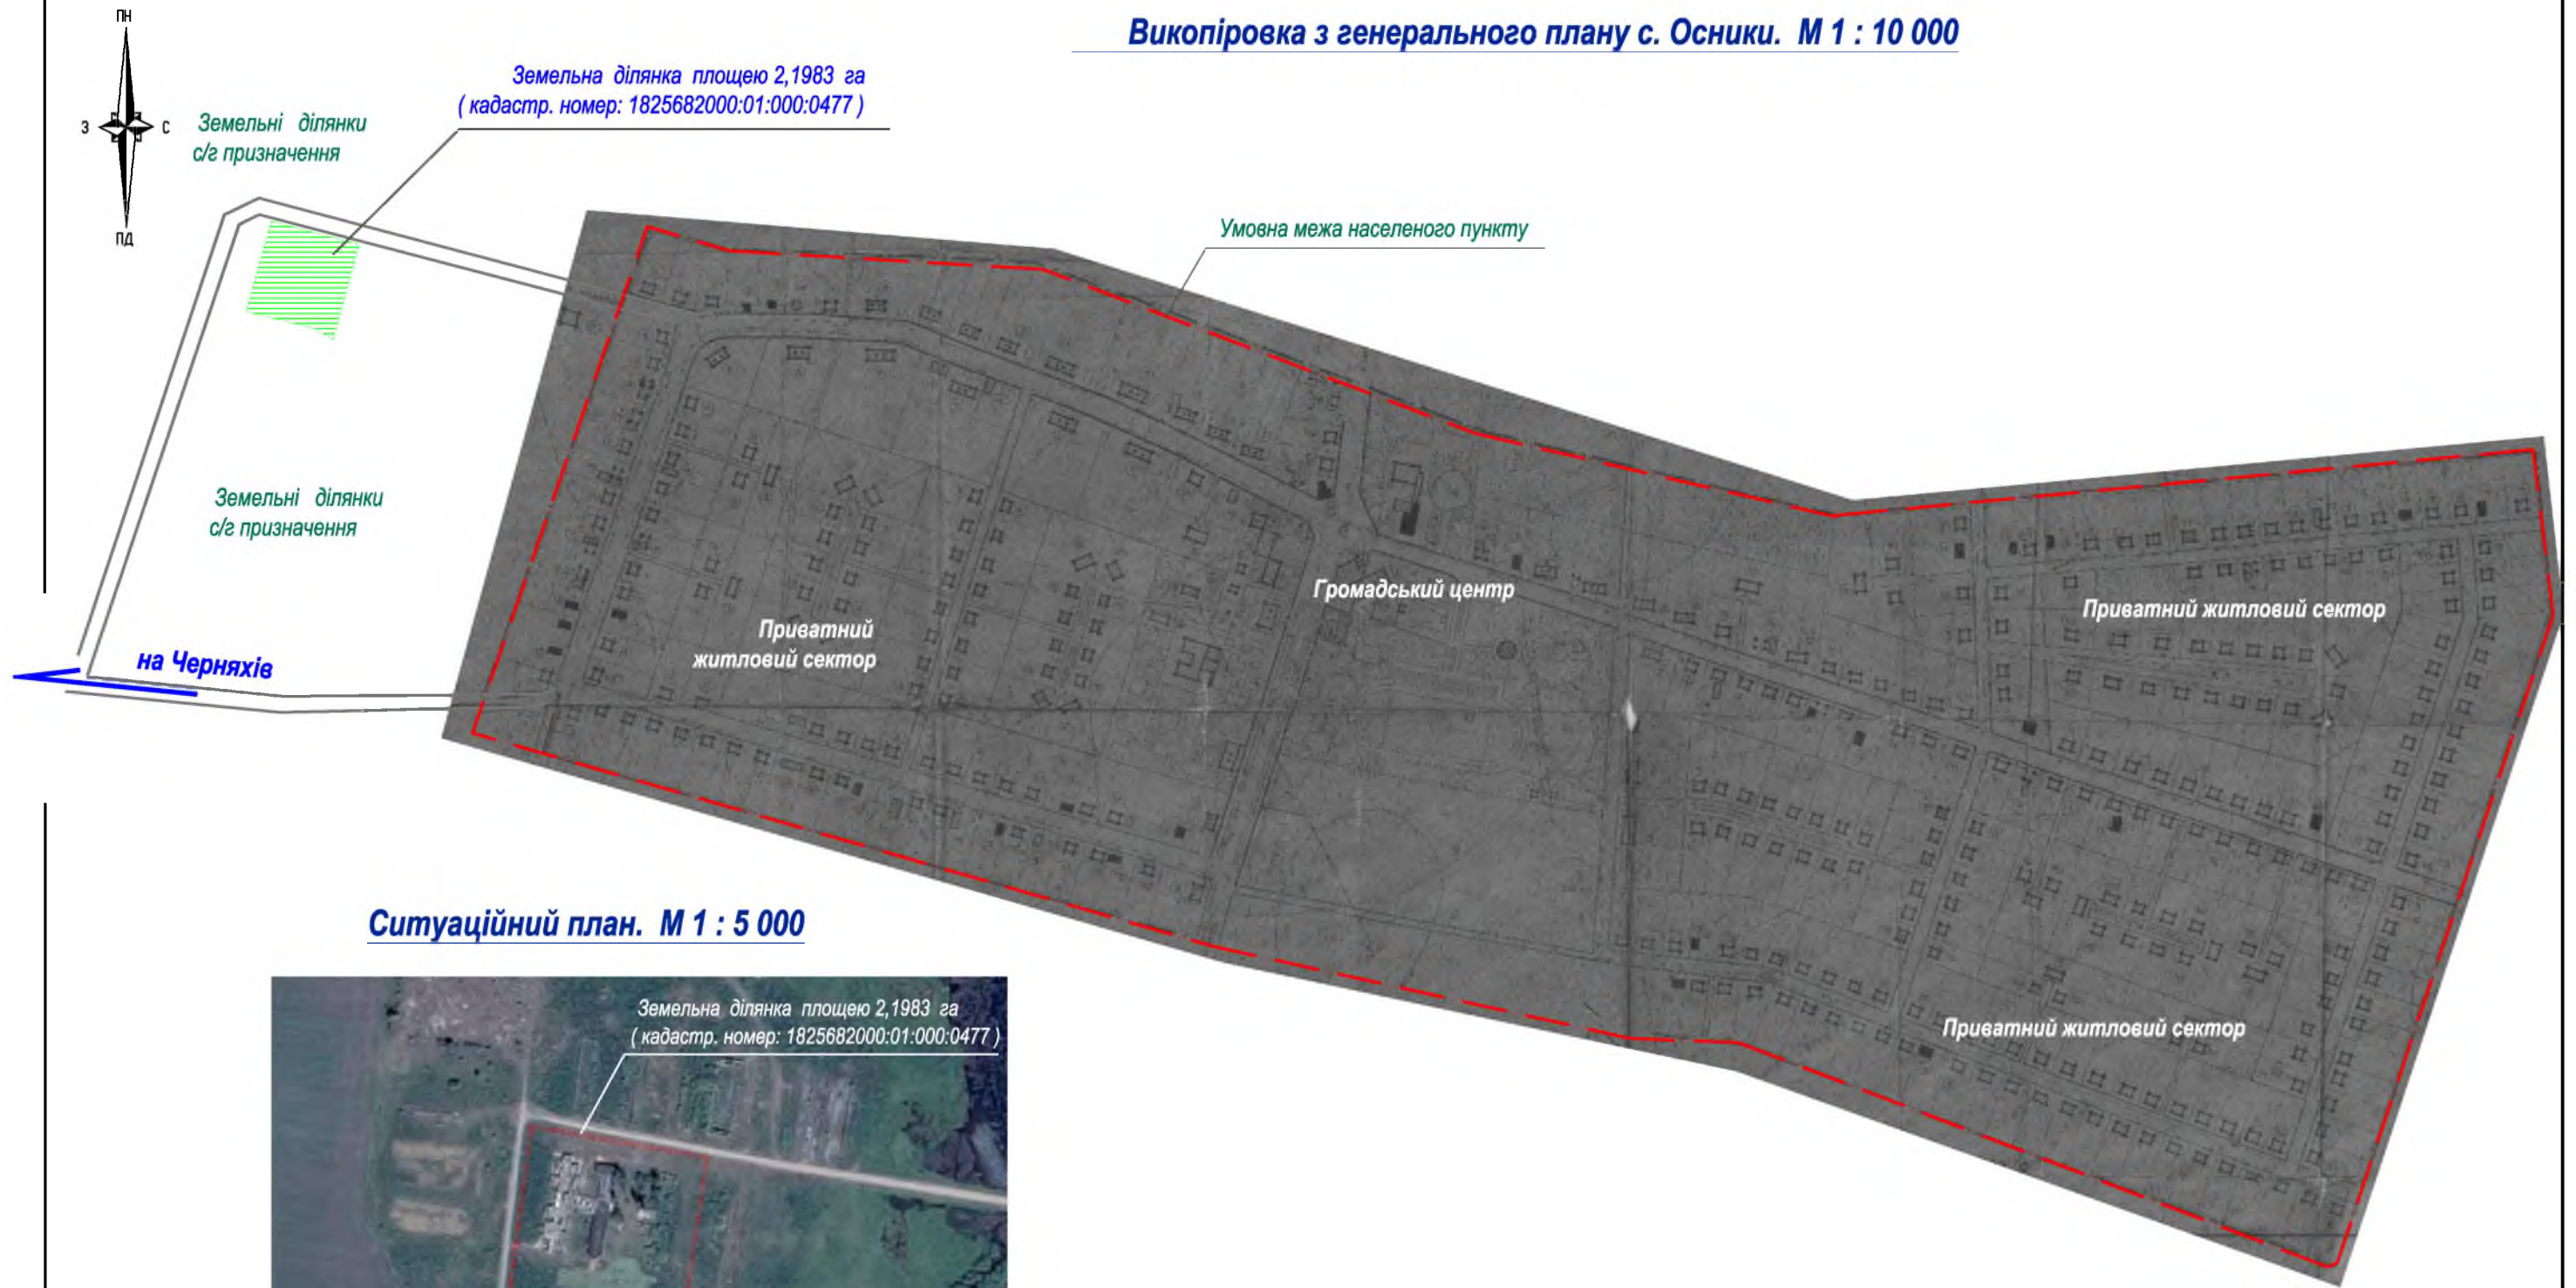 Викопіровка з генерального плану с. Осники. М 1 : 10 000
ПН
З
С
ПД
Земельна ділянка площею 2,1983 га
( кадастр. номер: 1825682000:01:000:0477 )
Земельні ділянки
с/г призначення
Умовна межа населеного пункту
Земельні ділянки
с/г призначення
Громадський центр
Приватний житловий сектор
Приватний
житловий сектор
на Черняхів
Ситуаційний план. М 1 : 5 000
Земельна ділянка площею 2,1983 га
( кадастр. номер: 1825682000:01:000:0477 )
Приватний житловий сектор